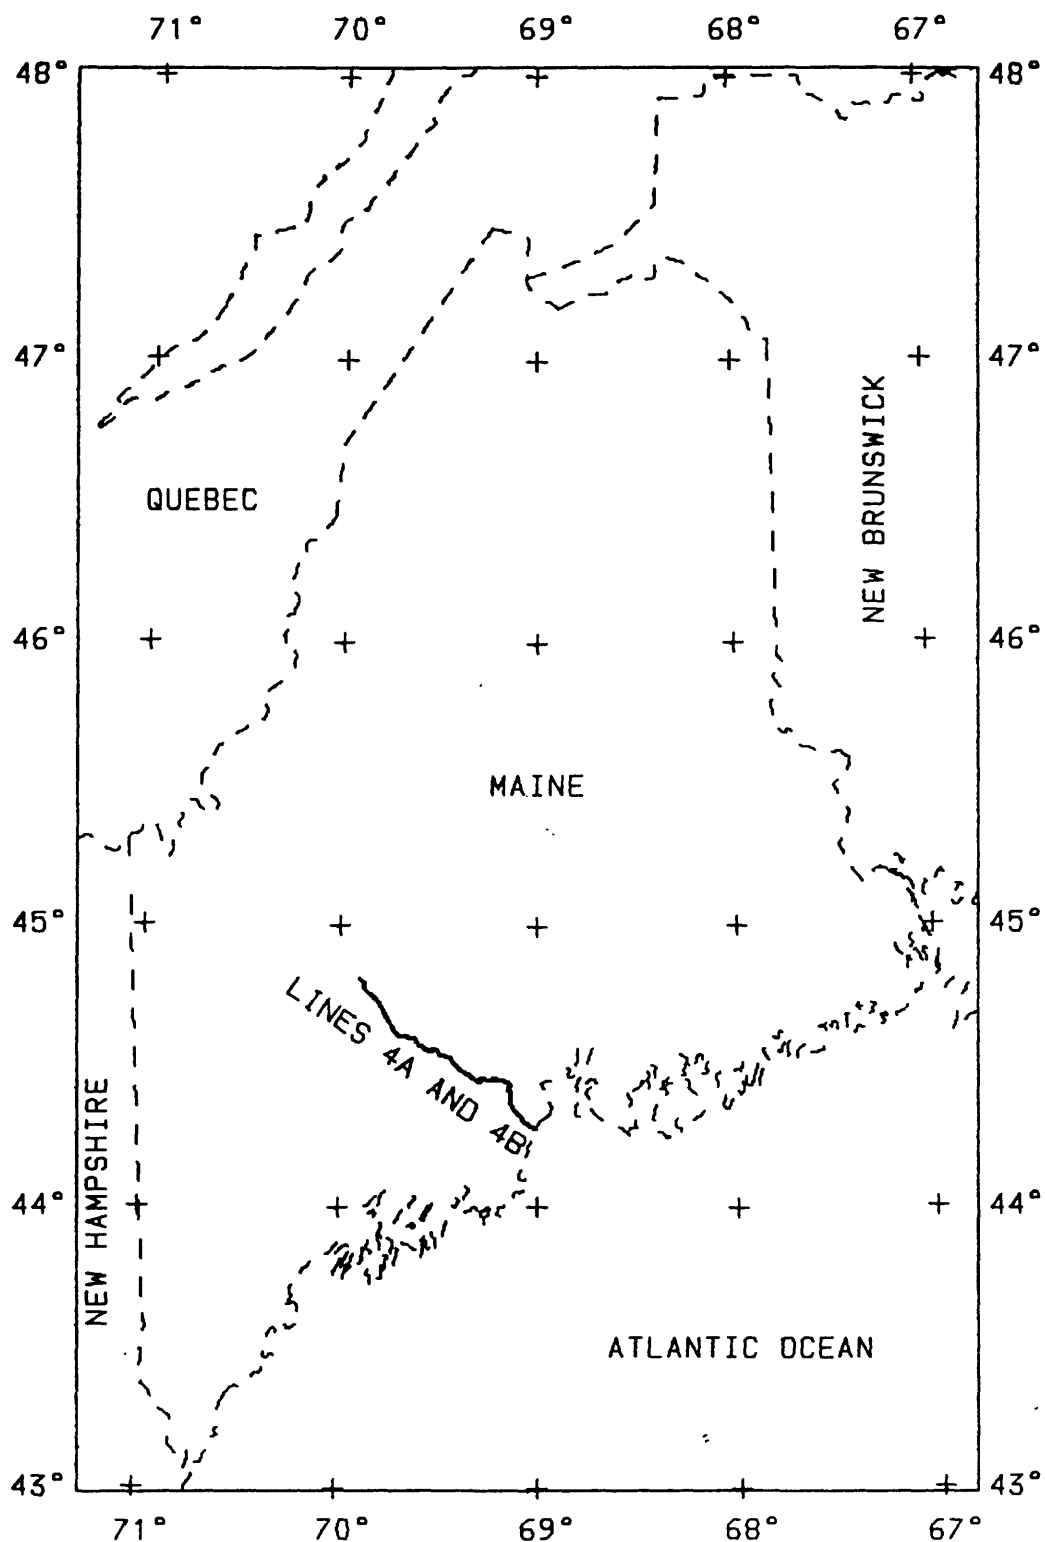 71° 70° 69° 68° 67°
48° 48°
47° 47°
QUEBEC
NEW BRUNSWICK
46° 46°
MAINE
45° 45°
LINES 4A AND 4B
NEW HAMPSHIRE
44° 44°
ATLANTIC OCEAN
43° 43°
71° 70° 69° 68° 67°